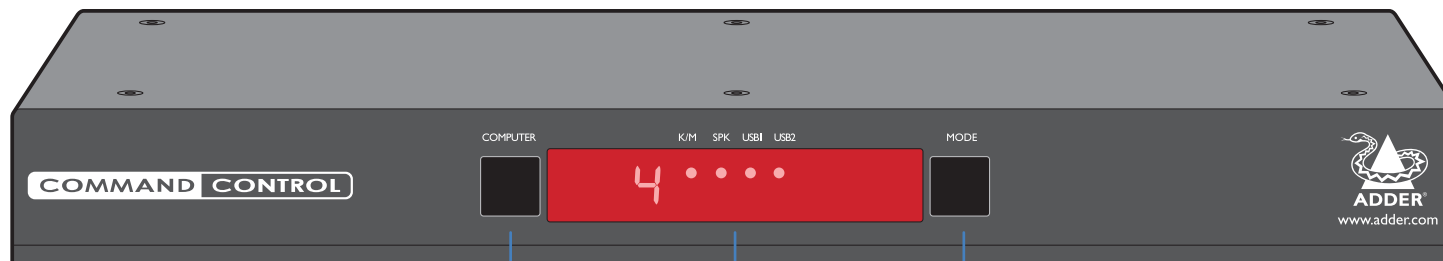 COMPUTER K/M SPK USB1 USB2 MODE
COMMAND CONTROL
4
ADDER®
www.adder.com